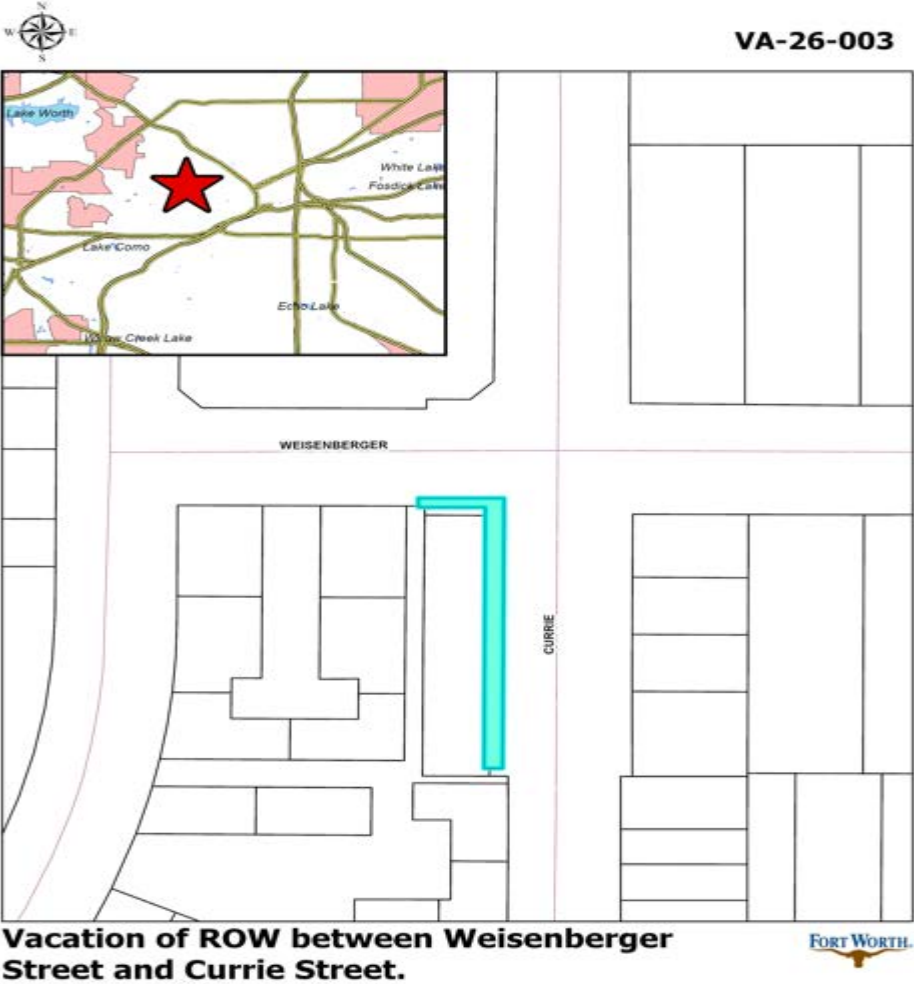 N
W E
S
VA-26-003
Lake Worth
White Lake
Fosdick Lake
Lake Como
Echo Lake
Creek Lake
WEISENBERGER
CURRIE
Vacation of ROW between Weisenberger
Street and Currie Street.
FORT WORTH.